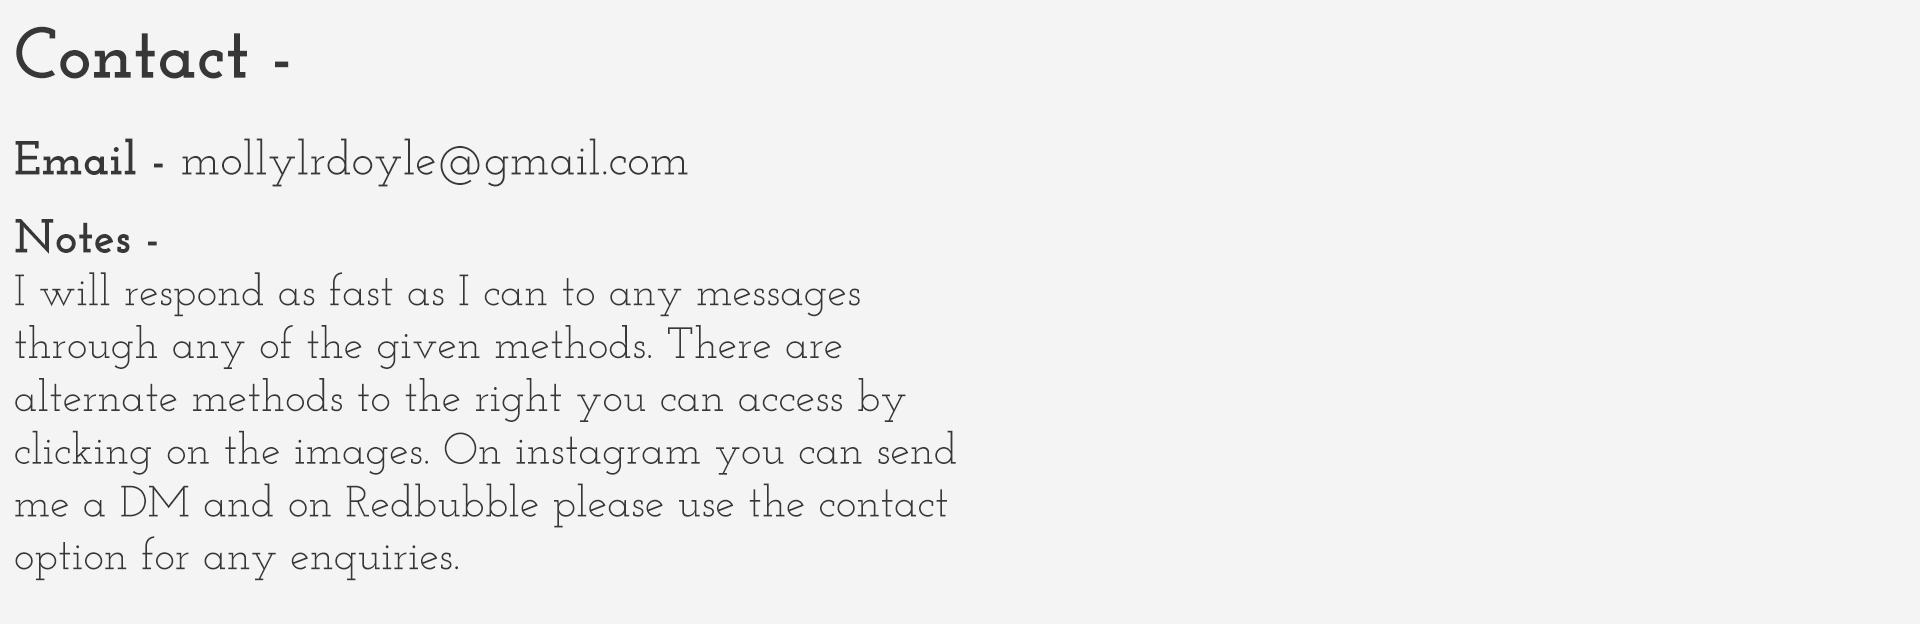 Contact -
Email - mollylrdoyle@gmail.com
Notes -
I will respond as fast as I can to any messages
through any of the given methods. There are
alternate methods to the right you can access by
clicking on the images. On instagram you can send
me a DM and on Redbubble please use the contact
option for any enquiries.